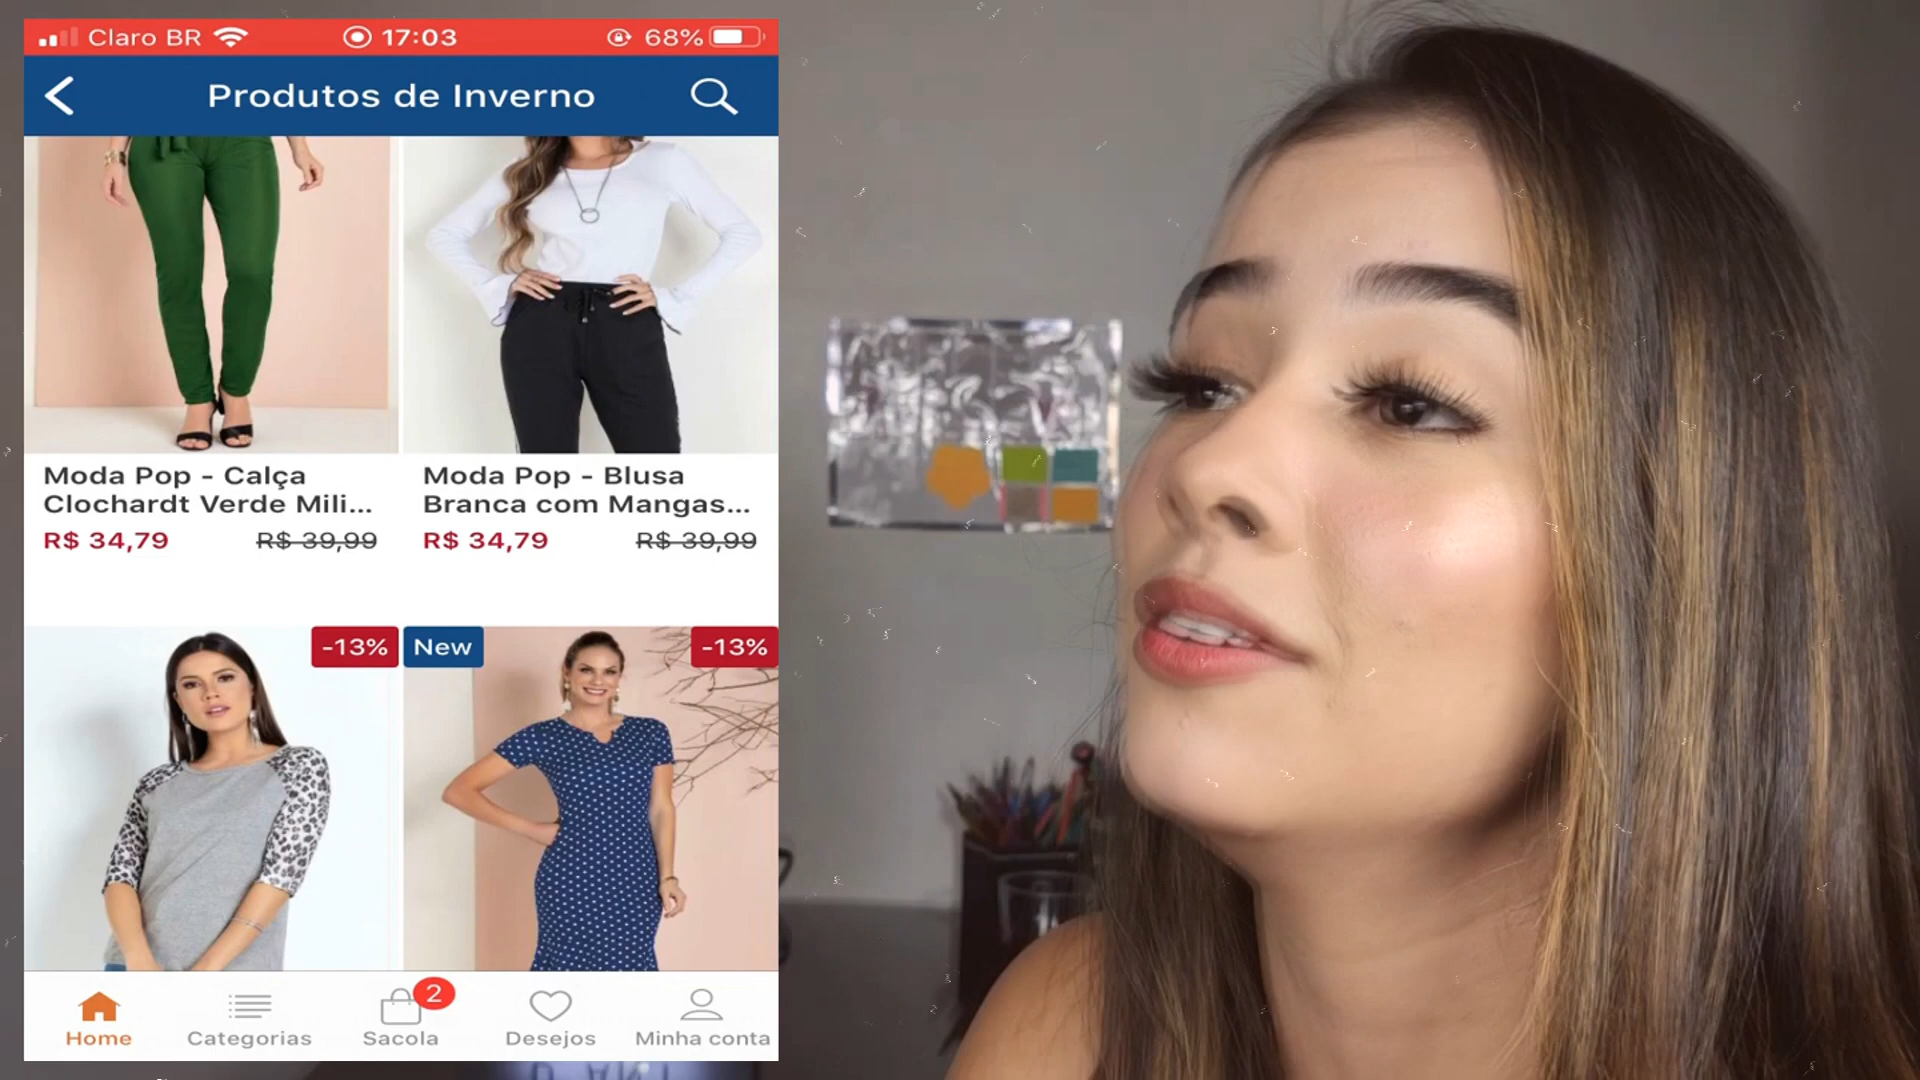 Claro BR 17:03 68%
Produtos de Inverno
Moda Pop - Calça
Clochardt Verde Mili...
R$ 34,79 R$ 39,99
Moda Pop - Blusa
Branca com Mangas...
R$ 34,79 R$ 39,99
-13%
New
-13%
Home
Categorias
2
Sacola
Desejos
Minha conta